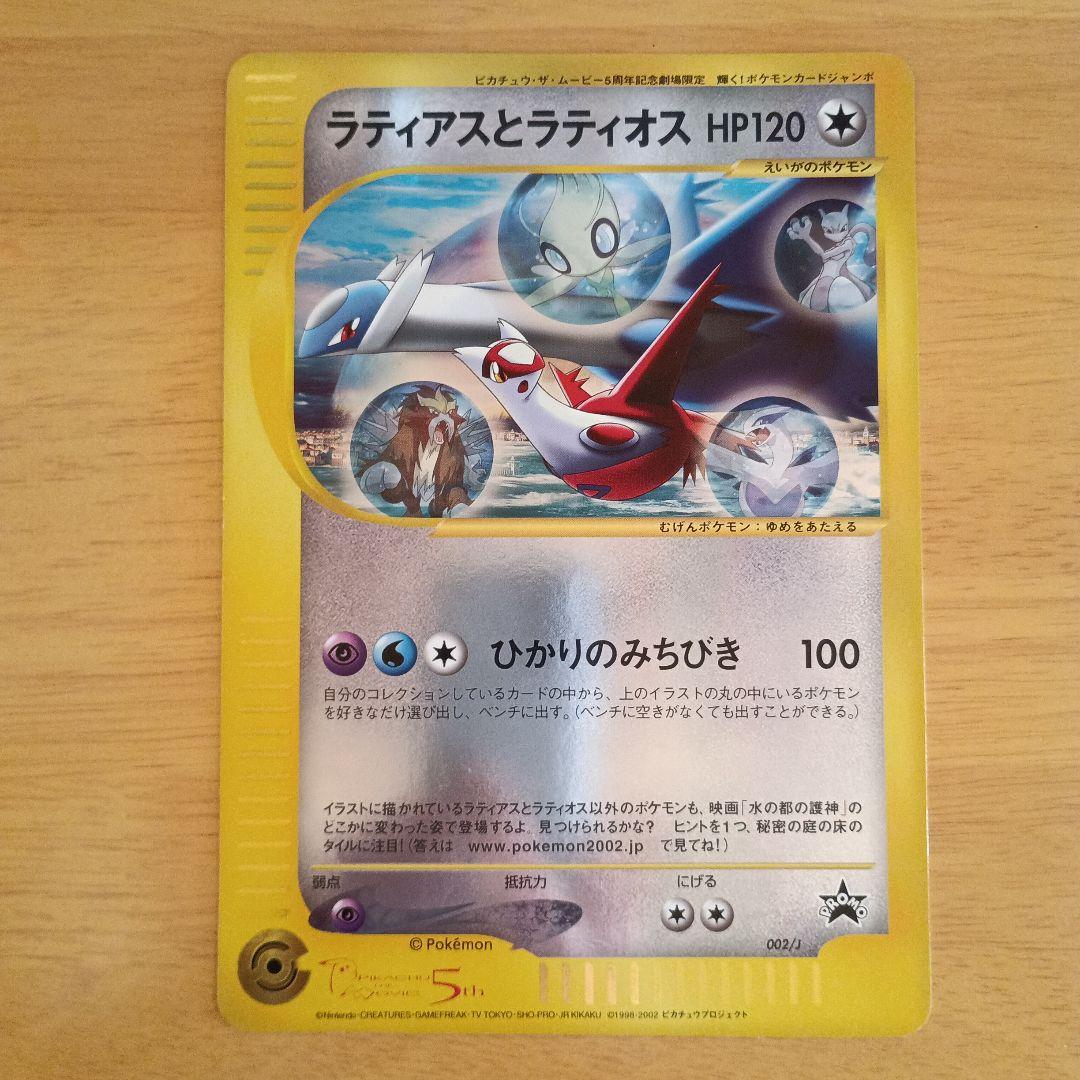 ピカチュウ・ザ・ムービー5周年記念劇場限定 輝く!ポケモンカードジャンボ
ラティアスとラティオス HP120
えいがのポケモン
むげんポケモン:ゆめをあたえる
ひかりのみちびき 100
自分のコレクションしているカードの中から、上のイラストの丸の中にいるポケモン
を好きなだけ選び出し、ベンチに出す。(ベンチに空きがなくても出すことができる。)
イラストに描かれているラティアスとラティオス以外のポケモンも、映画「水の都の護神」の
どこかに変わった姿で登場するよ。見つけられるかな? ヒントを1つ、秘密の庭の床の
タイルに注目!(答えは www.pokemon2002.jp で見てね!)
弱点 抵抗力 にげる
PROMO
002/J
© Pokémon
PIKACHU THE MOVIE 5th
©Nintendo・CREATURES・GAMEFREAK・TV TOKYO・SHO-PRO・JR KIKAKU ©1998-2002 ピカチュウプロジェクト